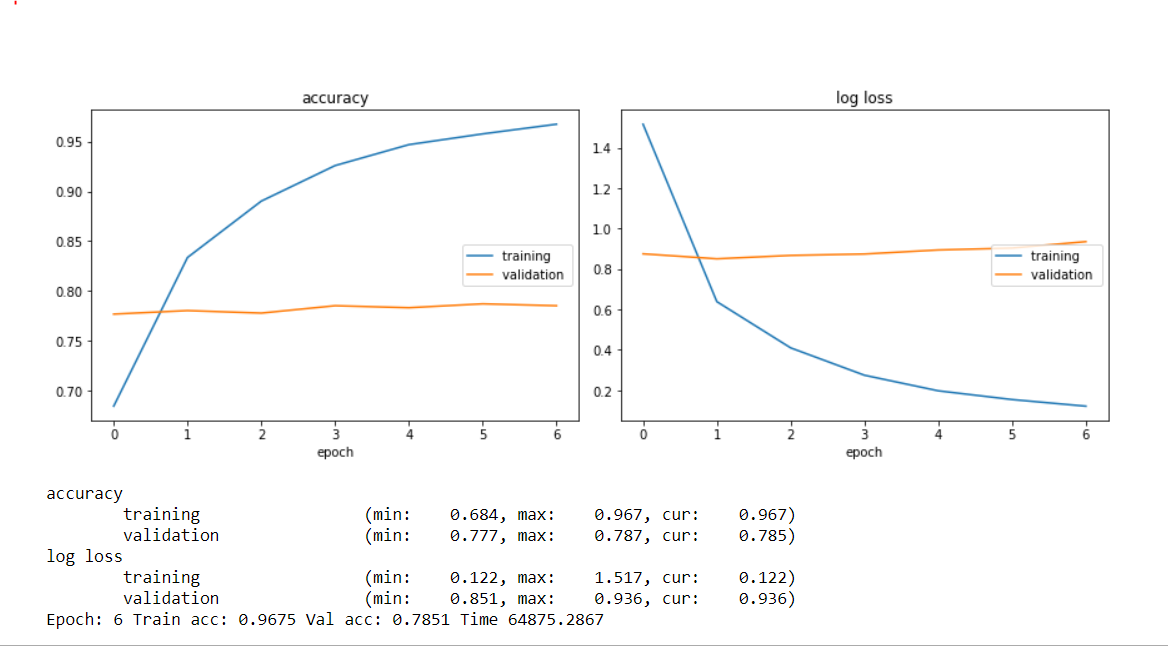 accuracy
0.95
0.90
0.85
0.80
0.75
0.70
training
validation
0 1 2 3 4 5 6
epoch
log loss
1.4
1.2
1.0
0.8
0.6
0.4
0.2
training
validation
0 1 2 3 4 5 6
epoch
accuracy
training (min: 0.684, max: 0.967, cur: 0.967)
validation (min: 0.777, max: 0.787, cur: 0.785)
log loss
training (min: 0.122, max: 1.517, cur: 0.122)
validation (min: 0.851, max: 0.936, cur: 0.936)
Epoch: 6 Train acc: 0.9675 Val acc: 0.7851 Time 64875.2867